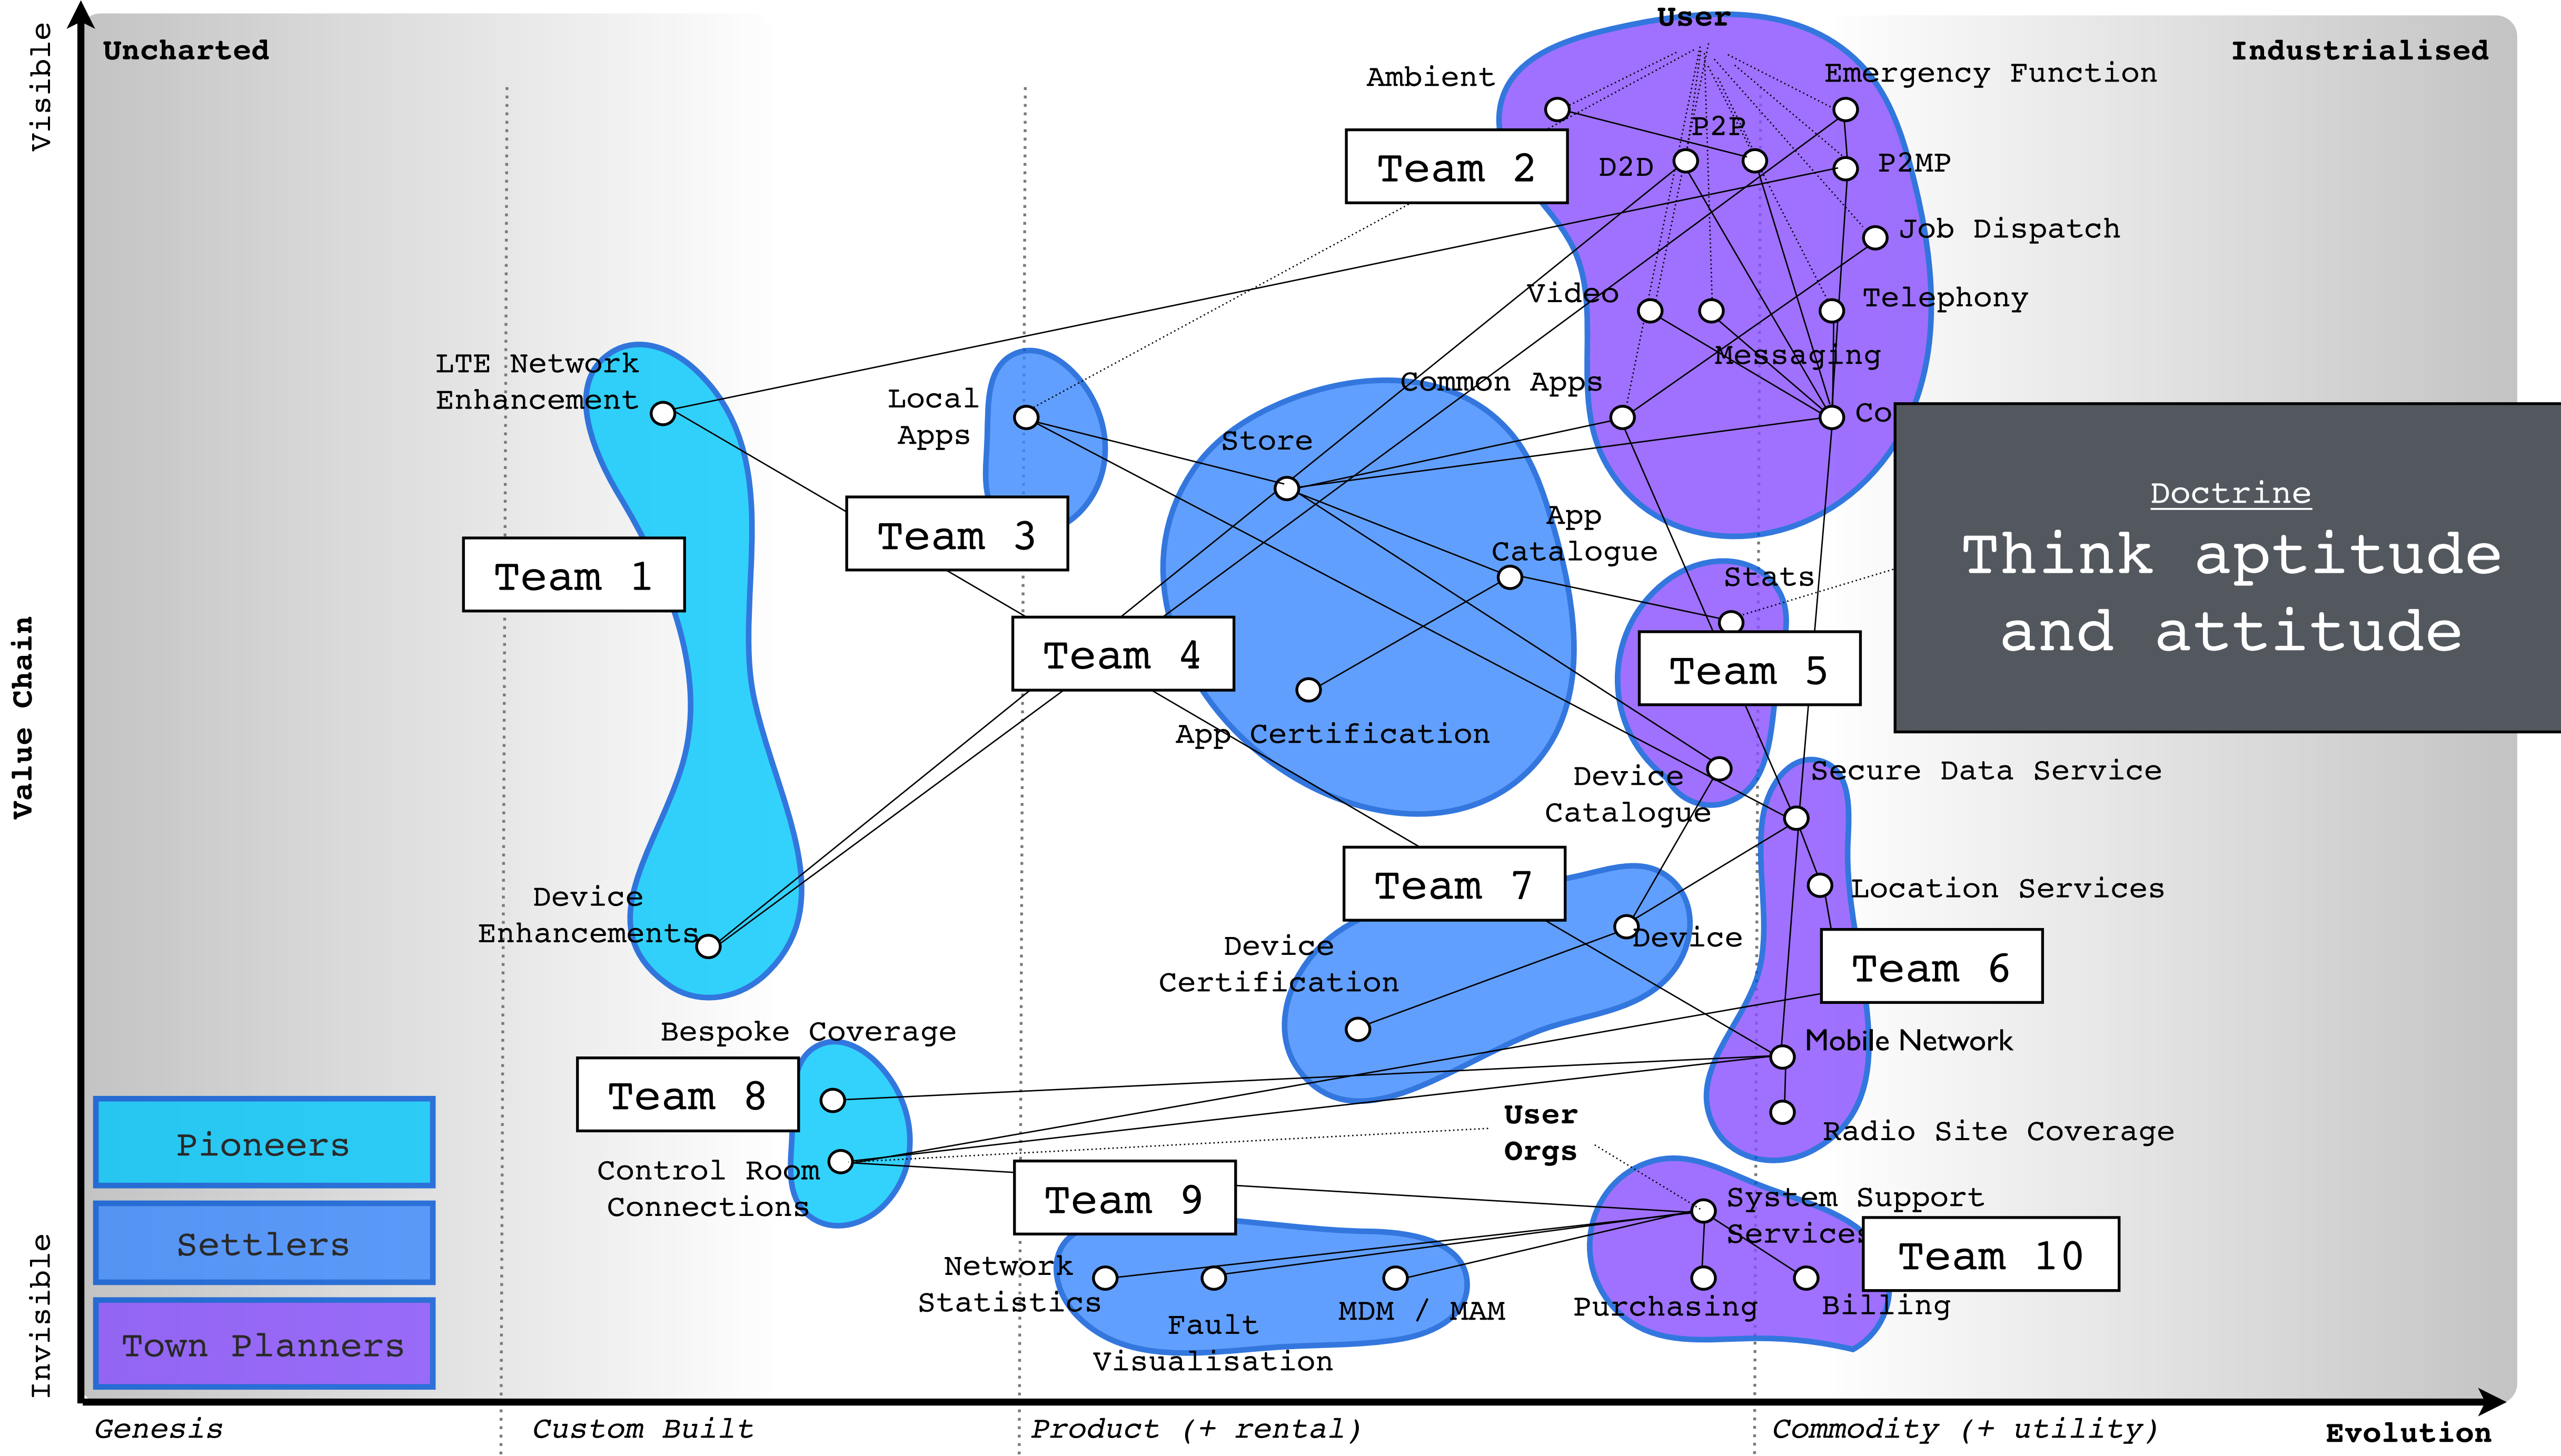 User
Visible
Uncharted
Industrialised
Ambient
Emergency Function
P2P
Team 2
D2D
P2MP
Job Dispatch
Video
Telephony
Messaging
LTE Network
Enhancement
Common Apps
Local
Apps
Co
Store
Doctrine
Think aptitude
and attitude
App
Catalogue
Team 3
Team 1
Stats
Team 4
Team 5
App Certification
Value Chain
Secure Data Service
Device
Catalogue
Team 7
Location Services
Device
Enhancements
Device
Device
Certification
Team 6
Bespoke Coverage
Mobile Network
Team 8
User
Orgs
Radio Site Coverage
Pioneers
Control Room
Connections
Team 9
System Support
Services
Settlers
Team 10
Network
Statistics
Invisible
Fault
Visualisation
MDM / MAM
Purchasing
Billing
Town Planners
Genesis
Custom Built
Product (+ rental)
Commodity (+ utility)
Evolution